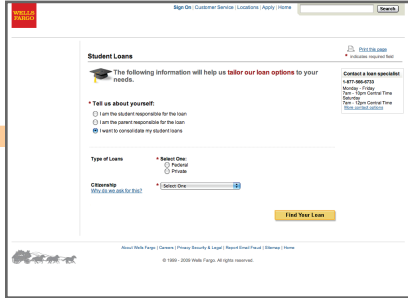 WELLS
FARGO
Sign On | Customer Service | Locations | Apply | Home
Search
Student Loans
Print this page
* indicates required field
The following information will help us tailor our loan options to your
needs.
Contact a loan specialist
1-877-566-6733
Monday - Friday
7am - 10pm Central Time
Saturday
7am - 12pm Central Time
More contact options
* Tell us about yourself:
I am the student responsible for the loan
I am the parent responsible for the loan
I want to consolidate my student loans
Type of Loans
* Select One:
Federal
Private
Citizenship
* Select One
Why do we ask for this?
Find Your Loan
About Wells Fargo | Careers | Privacy Security & Legal | Report Email Fraud | Sitemap | Home
© 1999 - 2009 Wells Fargo. All rights reserved.